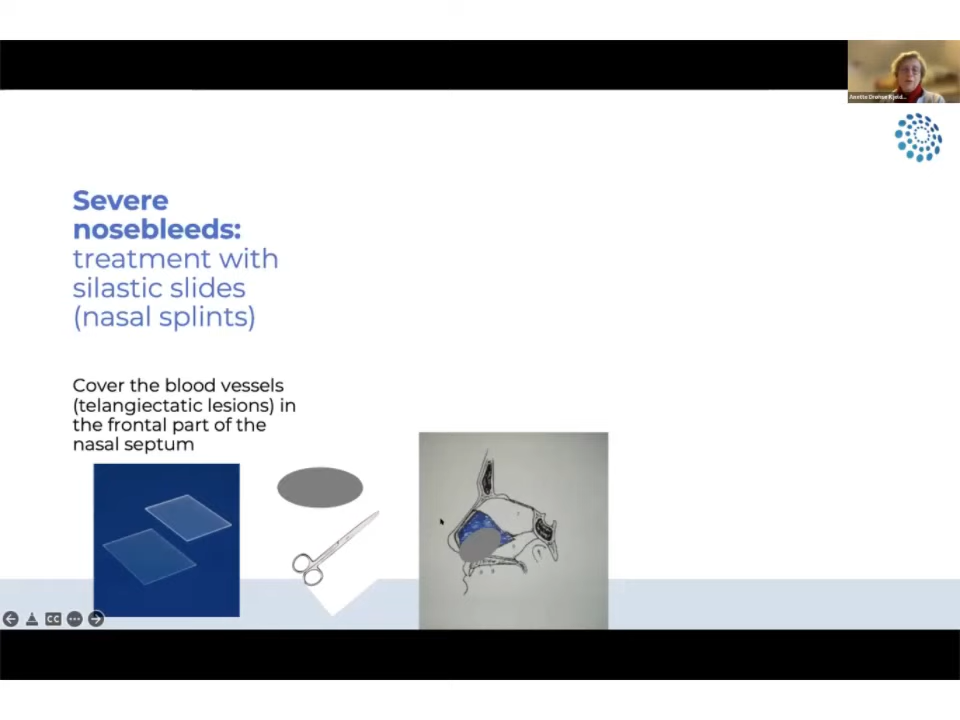 Severe
nosebleeds:
treatment with
silastic slides
(nasal splints)
Cover the blood vessels
(telangiectatic lesions) in
the frontal part of the
nasal septum
CC